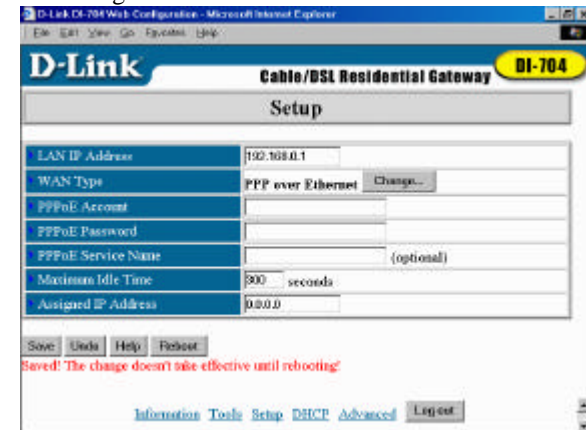 D-Link DI-704 Web Configuration - Microsoft Internet Explorer
File Edit View Go Favorites Help
D-Link
Cable/DSL Residential Gateway DI-704
Setup
LAN IP Address 192.168.0.1
WAN Type PPP over Ethernet Change...
PPPoE Account
PPPoE Password
PPPoE Service Name (optional)
Maximum Idle Time 300 seconds
Assigned IP Address 0.0.0.0
Save Undo Help Reboot
Saved! The change doesn't take effective until rebooting!
Information Tools Setup DHCP Advanced Log out